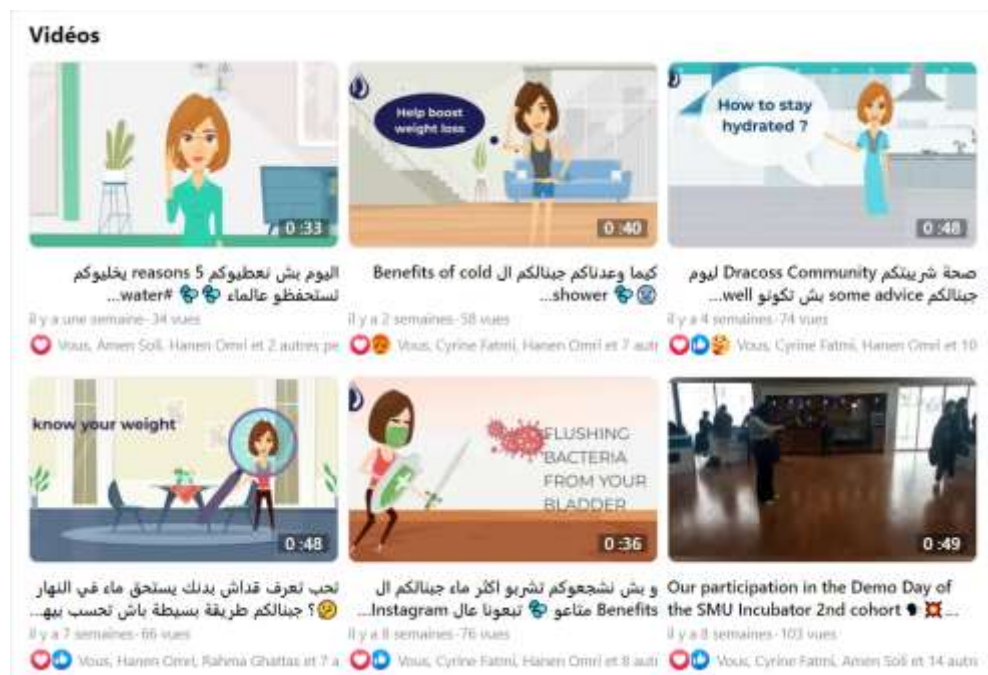 Vidéos
Help boost
weight loss
How to stay
hydrated ?
0:33
0:40
0:48
اليوم بش نعطيوكم 5 reasons يخليوكم
تستحفظو عالماء 🫧 🫧 #water...
il y a une semaine · 34 vues
Vous, Amen Soli, Hanen Omri et 2 autres pe
كيما وعدناكم جبنالكم ال Benefits of cold
shower 🫧 🥶...
il y a 2 semaines · 58 vues
Vous, Cyrine Fatmi, Hanen Omri et 7 autr
صحة شريبتكم Dracoss Community ليوم
جبنالكم some advice بش تكونو well...
il y a 4 semaines · 74 vues
Vous, Cyrine Fatmi, Hanen Omri et 10
know your weight
FLUSHING
BACTERIA
FROM YOUR
BLADDER
0:48
0:36
0:49
تحب تعرف قداش بدنك يستحق ماء في النهار
🤔؟ جبنالكم طريقة بسيطة باش تحسب بيه...
il y a 7 semaines · 66 vues
Vous, Hanen Omri, Rahma Ghattas et 7 a
و بش نشجعوكم تشربو اكثر ماء جبنالكم ال
Benefits متاعو 🫧 تبعونا عال Instagram...
il y a 8 semaines · 76 vues
Vous, Cyrine Fatmi, Hanen Omri et 8 auti
Our participation in the Demo Day of
the SMU Incubator 2nd cohort 🗣 💥...
il y a 8 semaines · 103 vues
Vous, Cyrine Fatmi, Amen Soli et 14 autre